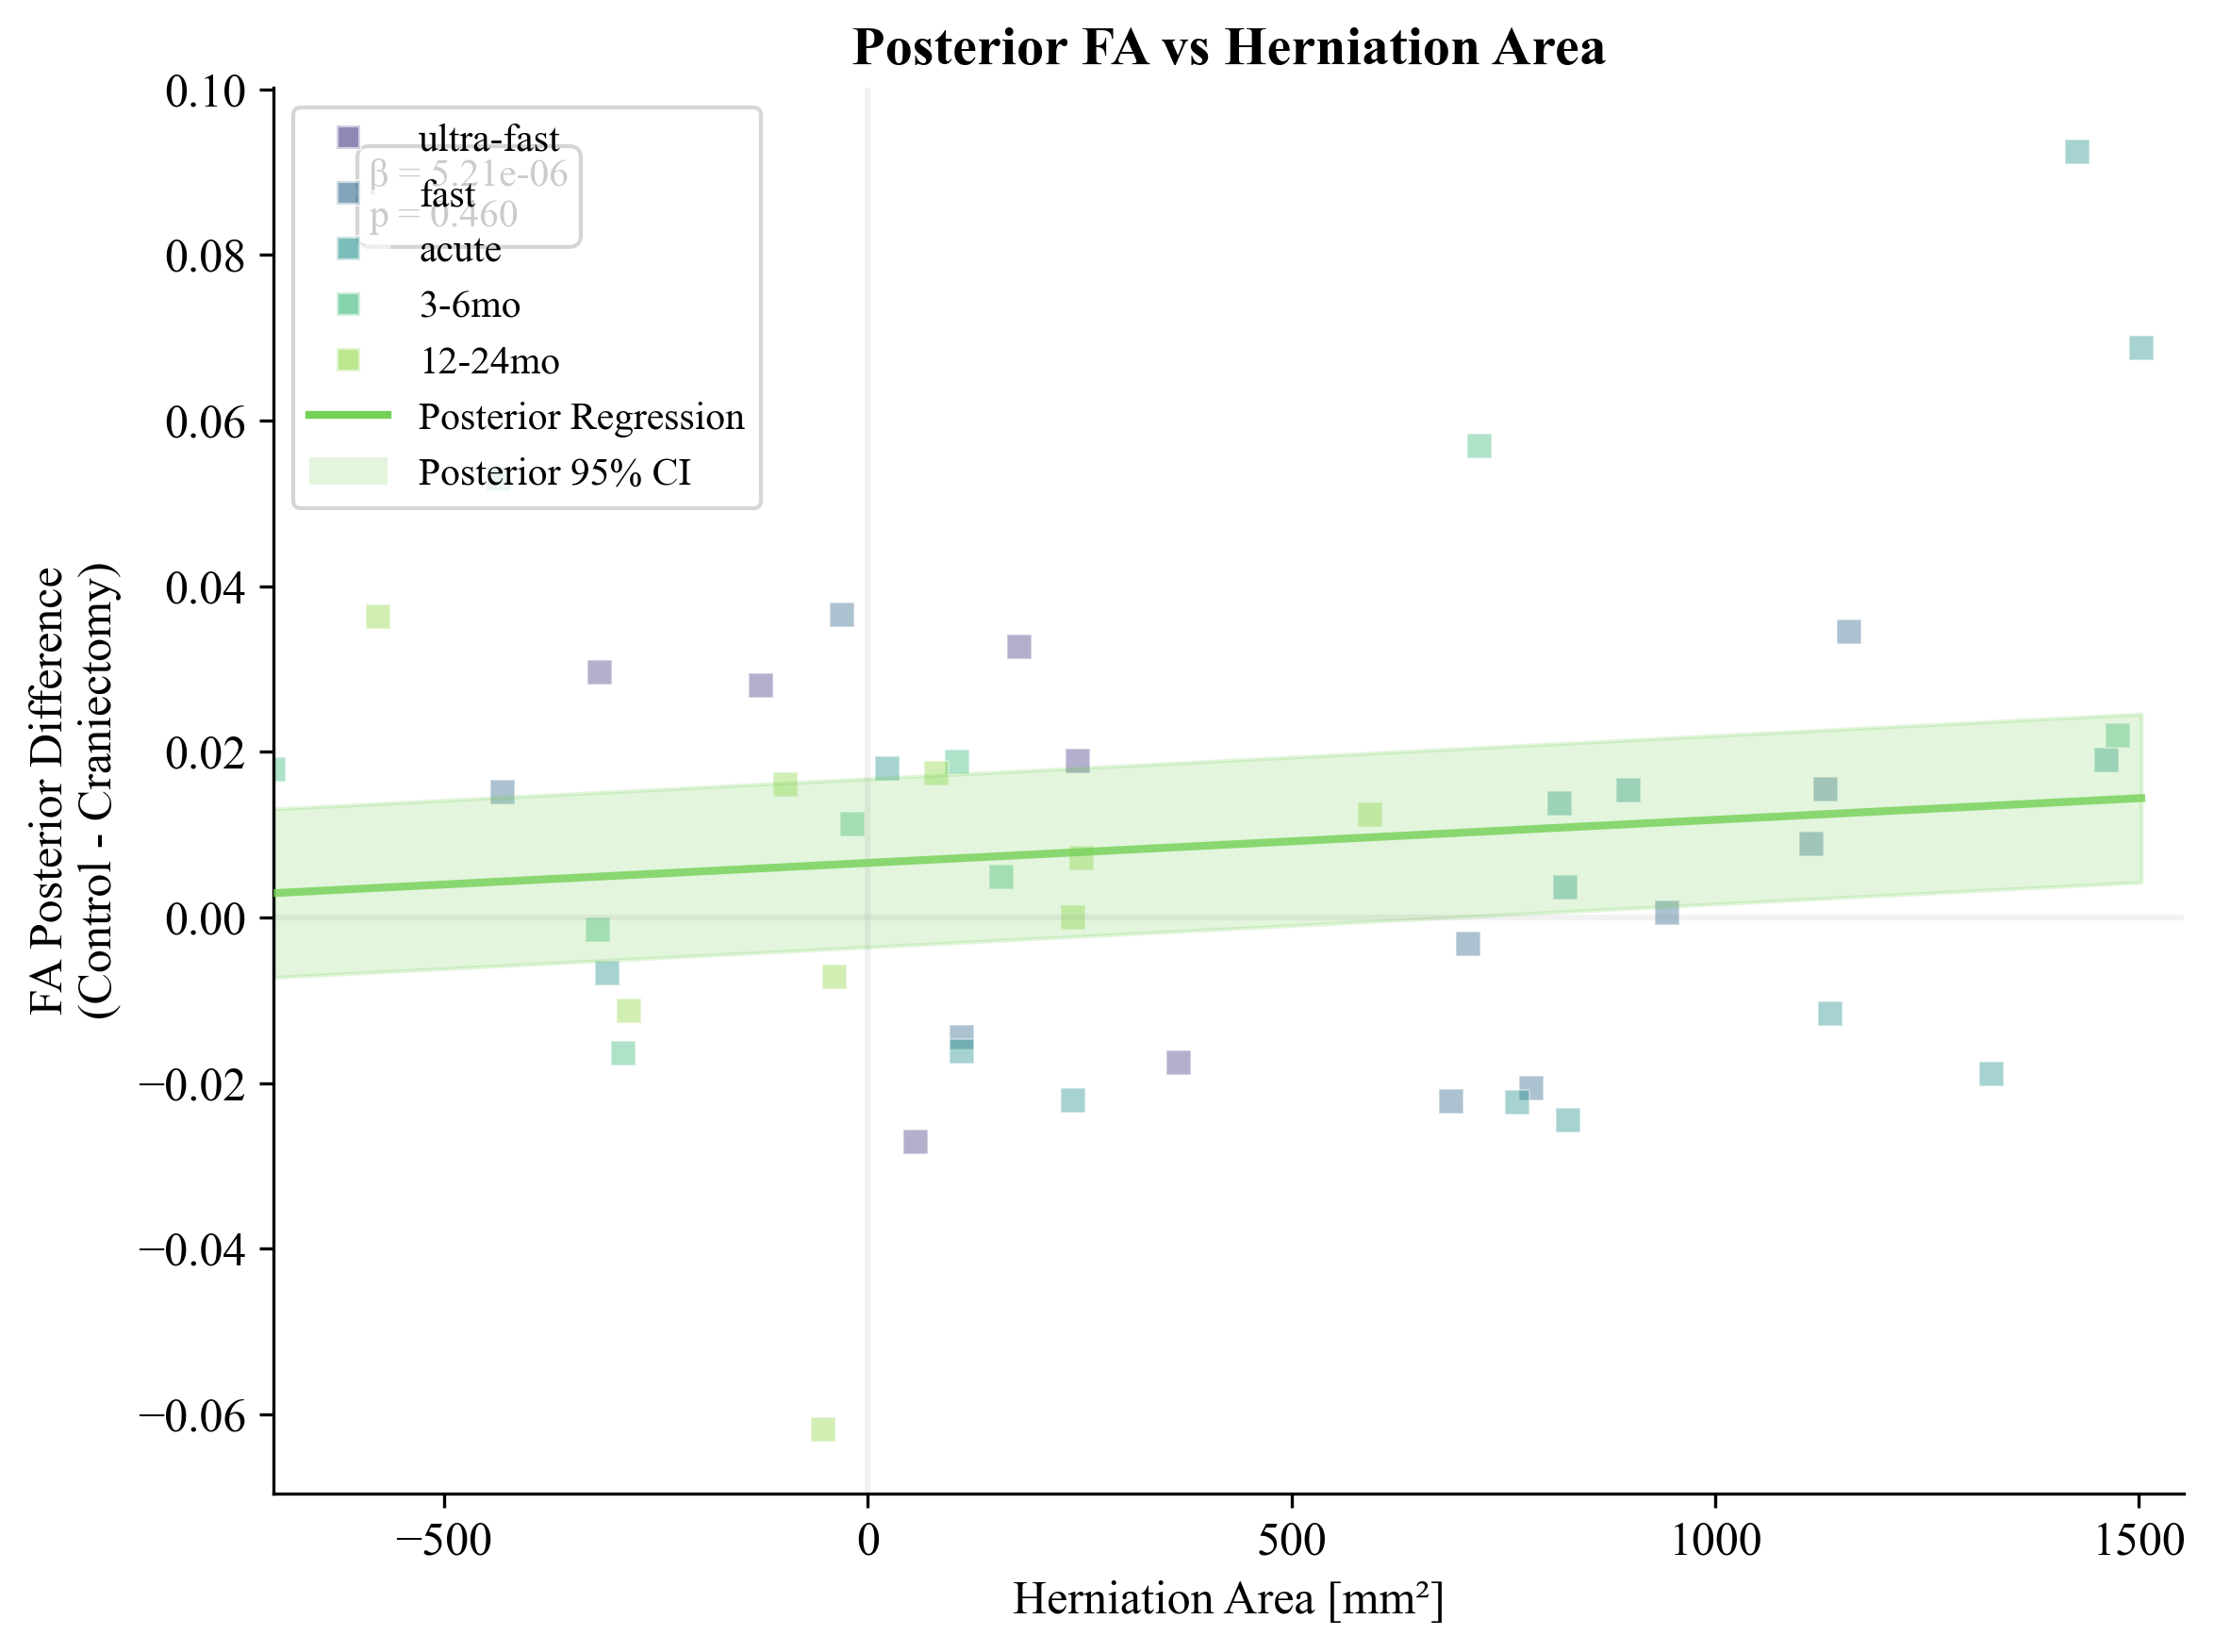 Posterior FA vs Herniation Area
0.10
0.08
0.06
0.04
0.02
0.00
−0.02
−0.04
−0.06
FA Posterior Difference
(Control - Craniectomy)
ultra-fast
β = 5.21e-06
fast
p = 0.460
acute
3-6mo
12-24mo
Posterior Regression
Posterior 95% CI
−500
0
500
1000
1500
Herniation Area [mm²]